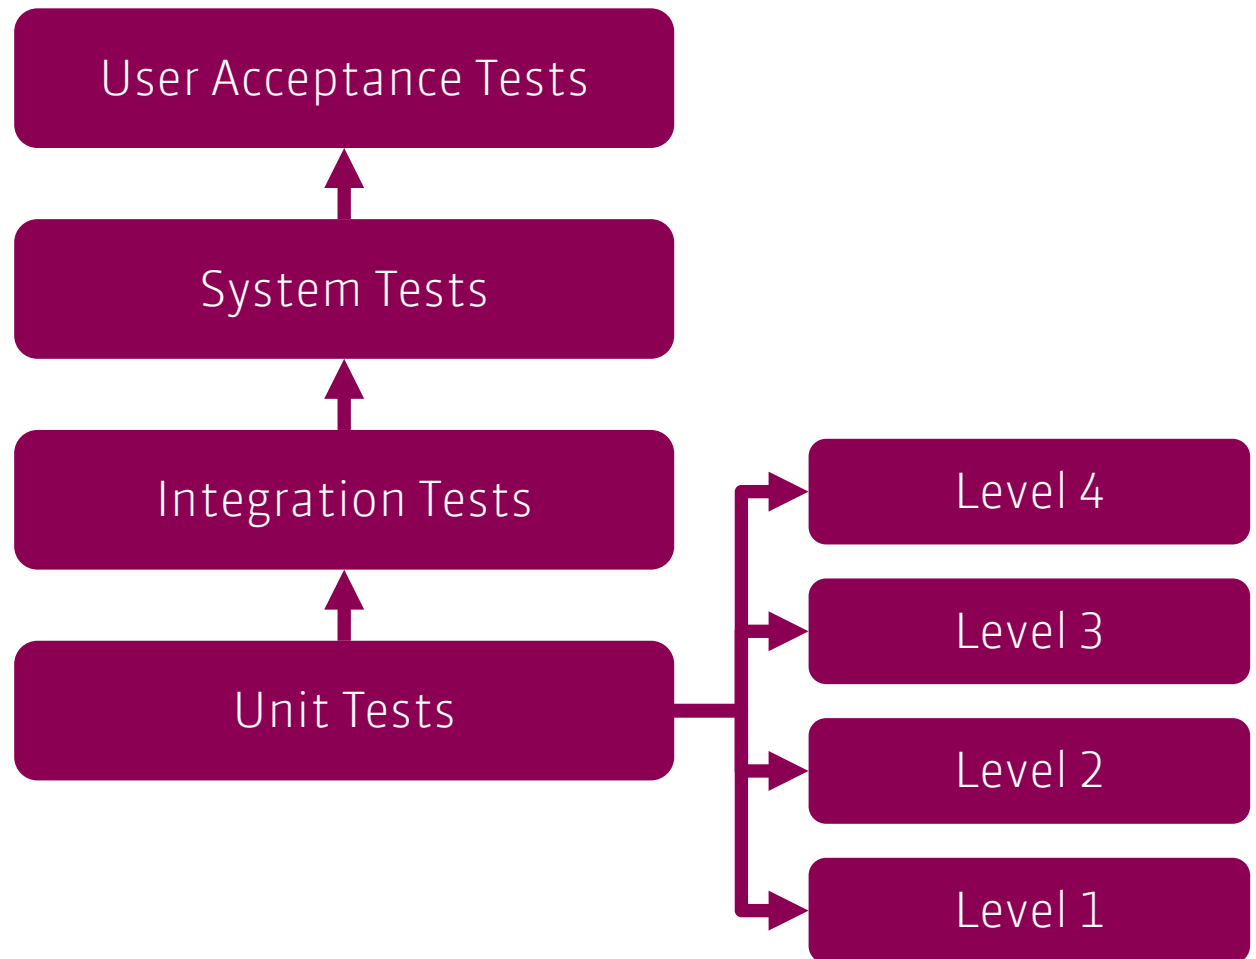 User Acceptance Tests
System Tests
Integration Tests
Unit Tests
Level 4
Level 3
Level 2
Level 1